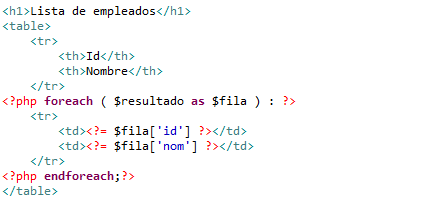 <h1>Lista de empleados</h1>
<table>
    <tr>
        <th>Id</th>
        <th>Nombre</th>
    </tr>
<?php foreach ( $resultado as $fila ) : ?>
    <tr>
        <td><?= $fila['id'] ?></td>
        <td><?= $fila['nom'] ?></td>
    </tr>
<?php endforeach;?>
</table>